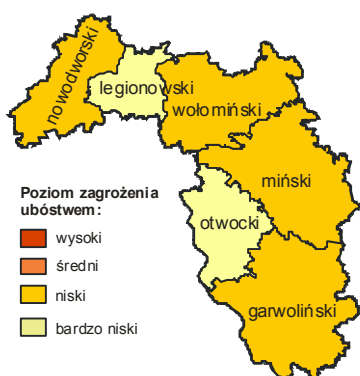 nowodworski
legionowski
wołomiński
miński
otwocki
garwoliński
Poziom zagrożenia
ubóstwem:
wysoki
średni
niski
bardzo niski